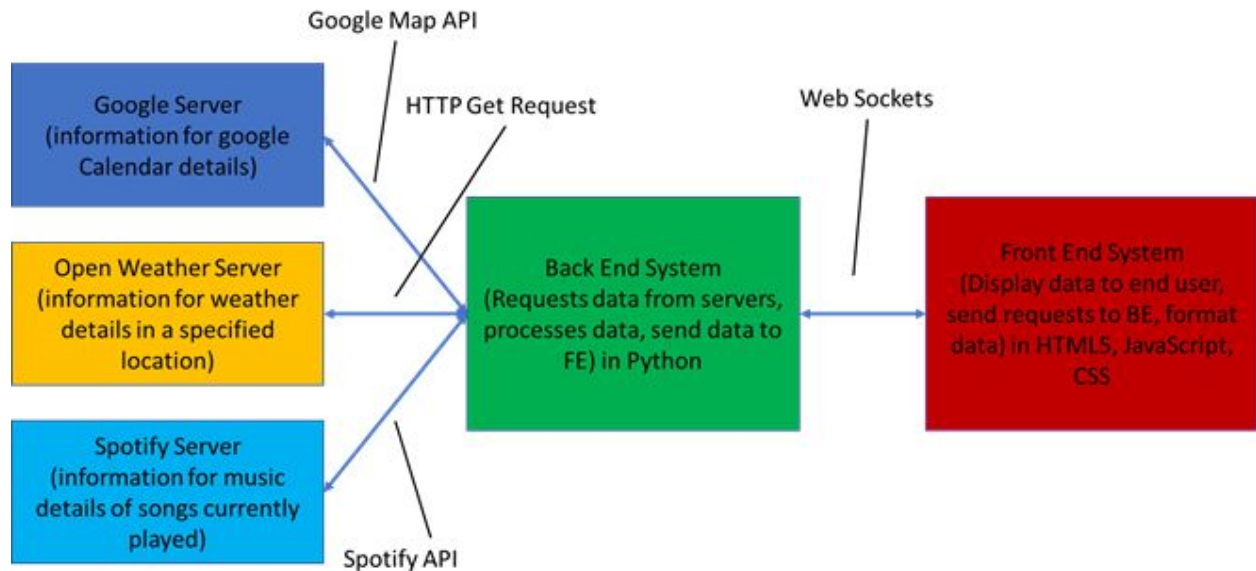 Google Map API
HTTP Get Request
Web Sockets
Google Server
(information for google
Calendar details)
Open Weather Server
(information for weather
details in a specified
location)
Spotify Server
(information for music
details of songs currently
played)
Spotify API
Back End System
(Requests data from servers,
processes data, send data to
FE) in Python
Front End System
(Display data to end user,
send requests to BE, format
data) in HTML5, JavaScript,
CSS